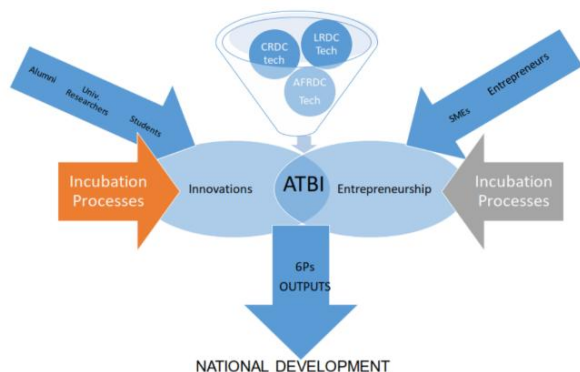 CRDC
tech
LRDC
Tech
AFRDC
Tech
Alumni
Univ.
Researchers
Students
Entrepreneurs
SMEs
Incubation
Processes
Innovations
ATBI
Entrepreneurship
Incubation
Processes
6Ps
OUTPUTS
NATIONAL DEVELOPMENT